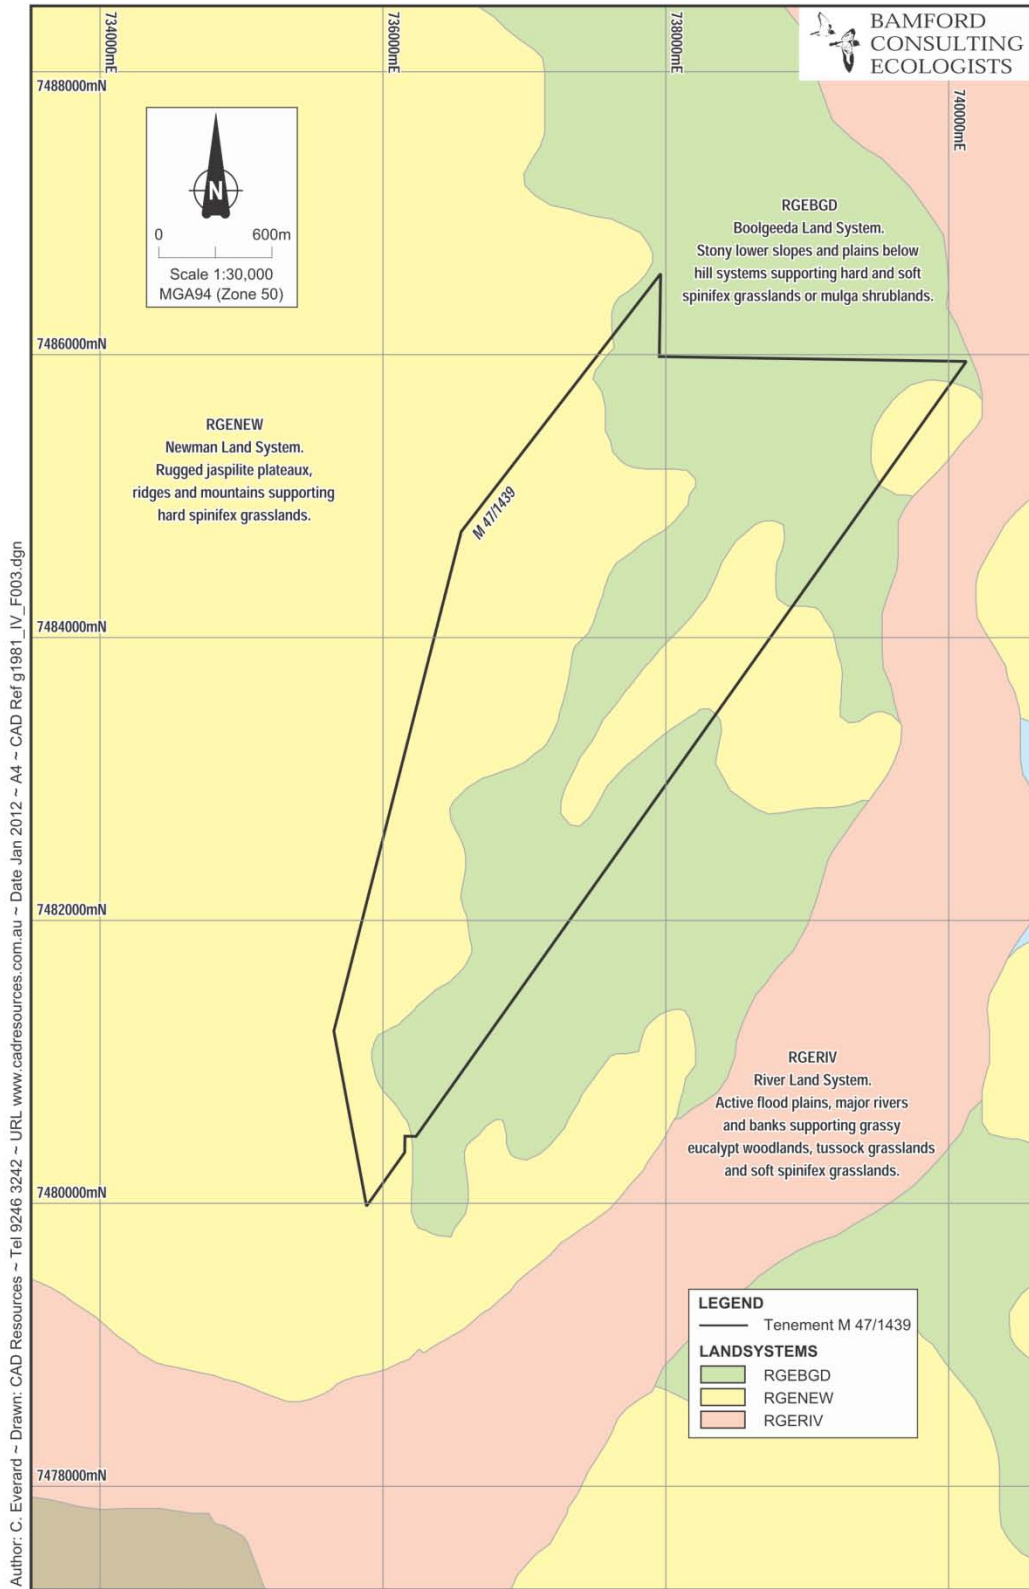 734000mE
736000mE
738000mE
740000mE
BAMFORD
CONSULTING
ECOLOGISTS
7488000mN
N
0 600m
Scale 1:30,000
MGA94 (Zone 50)
RGEBGD
Boolgeeda Land System.
Stony lower slopes and plains below
hill systems supporting hard and soft
spinifex grasslands or mulga shrublands.
7486000mN
RGENEW
Newman Land System.
Rugged jaspilite plateaux,
ridges and mountains supporting
hard spinifex grasslands.
M 47/1439
7484000mN
7482000mN
RGERIV
River Land System.
Active flood plains, major rivers
and banks supporting grassy
eucalypt woodlands, tussock grasslands
and soft spinifex grasslands.
7480000mN
LEGEND
Tenement M 47/1439
LANDSYSTEMS
RGEBGD
RGENEW
RGERIV
7478000mN
Author: C. Everard ~ Drawn: CAD Resources ~ Tel 9246 3242 ~ URL www.cadresources.com.au ~ Date Jan 2012 ~ A4 ~ CAD Ref g1981_IV_F003.dgn